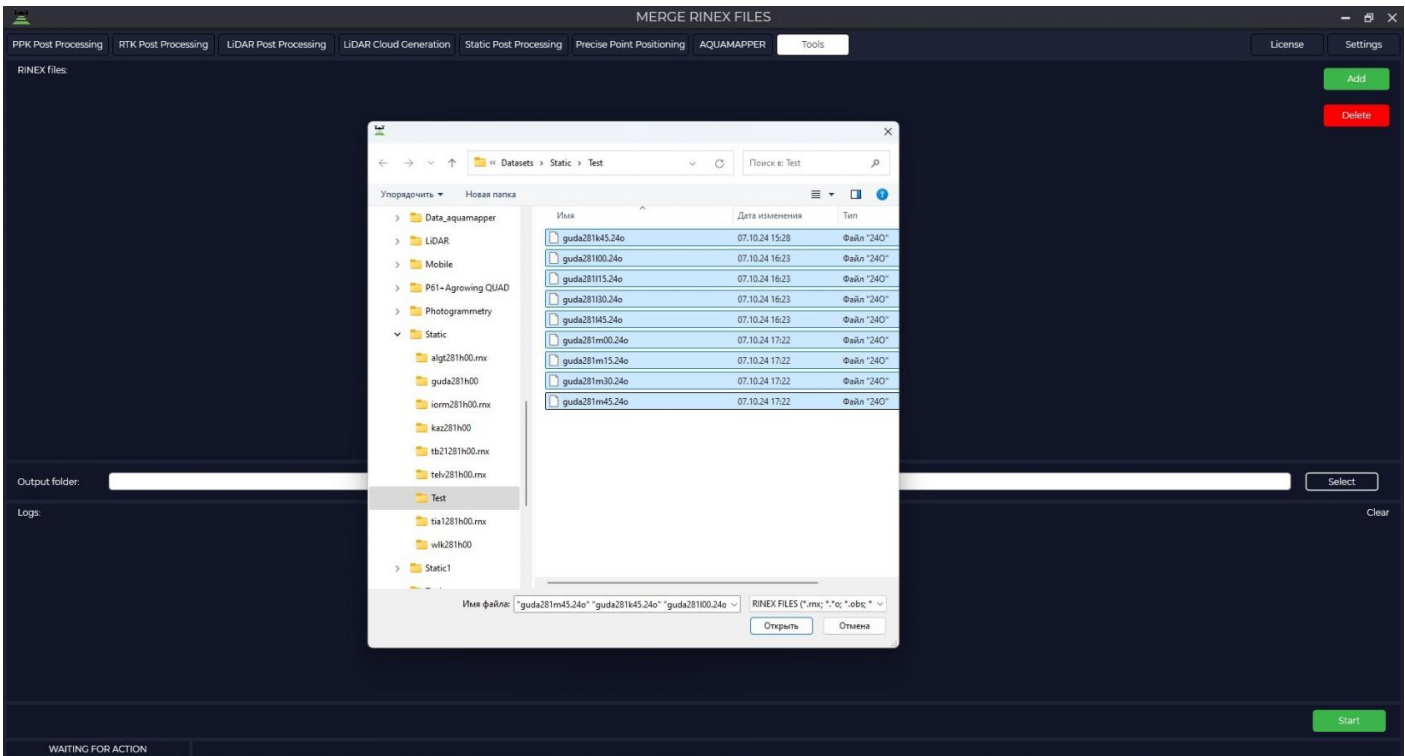 MERGE RINEX FILES
PPK Post Processing RTK Post Processing LiDAR Post Processing LiDAR Cloud Generation Static Post Processing Precise Point Positioning AQUAMAPPER Tools License Settings
RINEX files:
Add
Delete
« Datasets > Static > Test
Поиск в: Test
Упорядочить Новая папка
Имя Дата изменения Тип
Data_aquamapper
LiDAR
Mobile
P61+Agrowing QUAD
Photogrammetry
Static
algt281h00.rnx
guda281h00
iorm281h00.rnx
kaz281h00
tb21281h00.rnx
telv281h00.rnx
Test
tia1281h00.rnx
wlk281h00
Static1
guda281k45.24o 07.10.24 15:28 Файл "24O"
guda281l00.24o 07.10.24 16:23 Файл "24O"
guda281l15.24o 07.10.24 16:23 Файл "24O"
guda281l30.24o 07.10.24 16:23 Файл "24O"
guda281l45.24o 07.10.24 16:23 Файл "24O"
guda281m00.24o 07.10.24 17:22 Файл "24O"
guda281m15.24o 07.10.24 17:22 Файл "24O"
guda281m30.24o 07.10.24 17:22 Файл "24O"
guda281m45.24o 07.10.24 17:22 Файл "24O"
Имя файла: "guda281m45.24o" "guda281k45.24o" "guda281l00.24o RINEX FILES (*.rnx; *.*o; *.obs; *
Открыть Отмена
Output folder: Select
Logs: Clear
Start
WAITING FOR ACTION